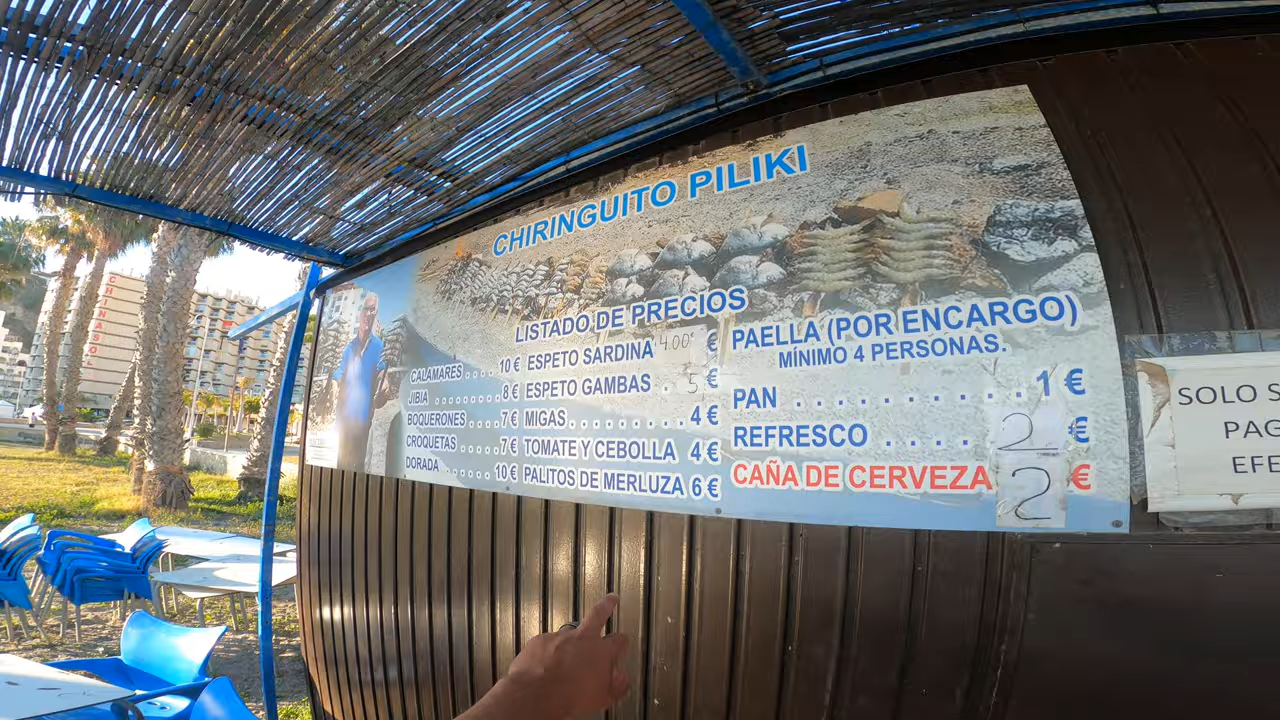 CHIRINGUITO PILIKI
LISTADO DE PRECIOS
CALAMARES . . . . 10 €
JIBIA . . . . . . . . . 8 €
BOQUERONES . . . . 7 €
CROQUETAS . . . . . 7 €
DORADA . . . . . . 10 €
ESPETO SARDINA 4.00 €
ESPETO GAMBAS . 5 €
MIGAS . . . . . . . . . 4 €
TOMATE Y CEBOLLA 4 €
PALITOS DE MERLUZA 6 €
PAELLA (POR ENCARGO)
MÍNIMO 4 PERSONAS.
PAN . . . . . . . . . . . 1 €
REFRESCO . . . . . 2 €
CAÑA DE CERVEZA 2 €
SOLO S
PAG
EFE
CHINASOL